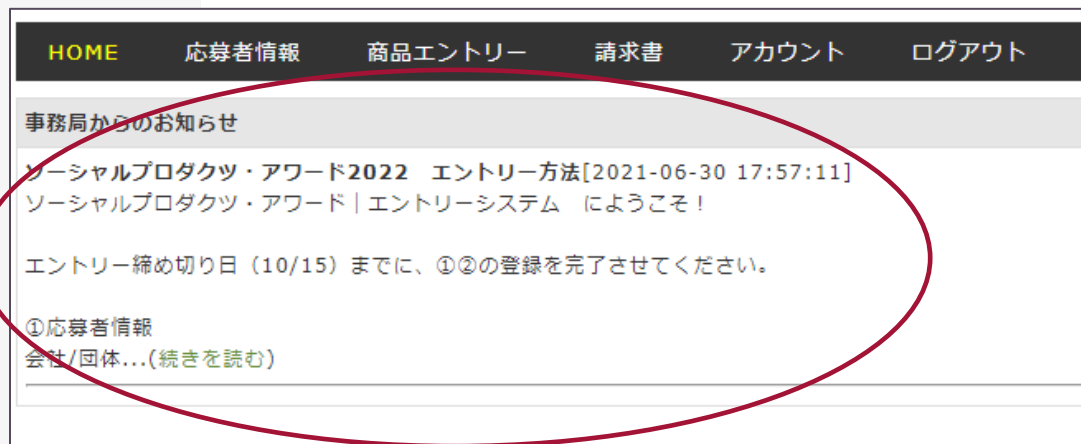 HOME 応募者情報 商品エントリー 請求書 アカウント ログアウト
事務局からのお知らせ
ソーシャルプロダクツ・アワード2022　エントリー方法[2021-06-30 17:57:11]
ソーシャルプロダクツ・アワード｜エントリーシステム　にようこそ！
エントリー締め切り日（10/15）までに、①②の登録を完了させてください。
①応募者情報
会社/団体...(続きを読む)